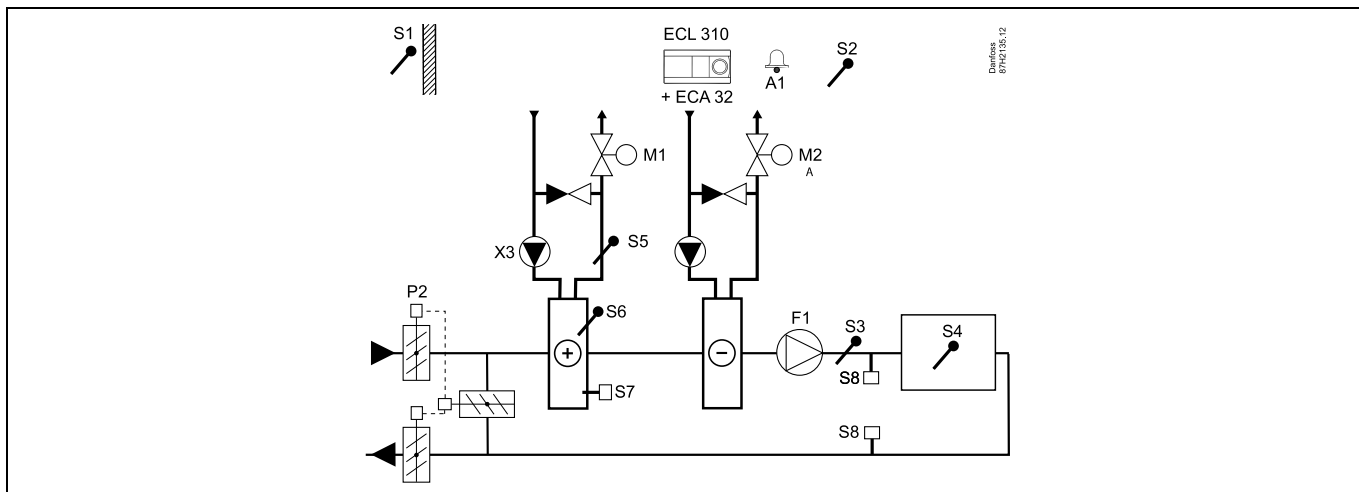 S1
ECL 310
A1
+ ECA 32
S2
Danfoss
87H2135.12
M1
M2
A
X3
S5
P2
S6
F1
S3
S4
S7
S8
S8
+
−